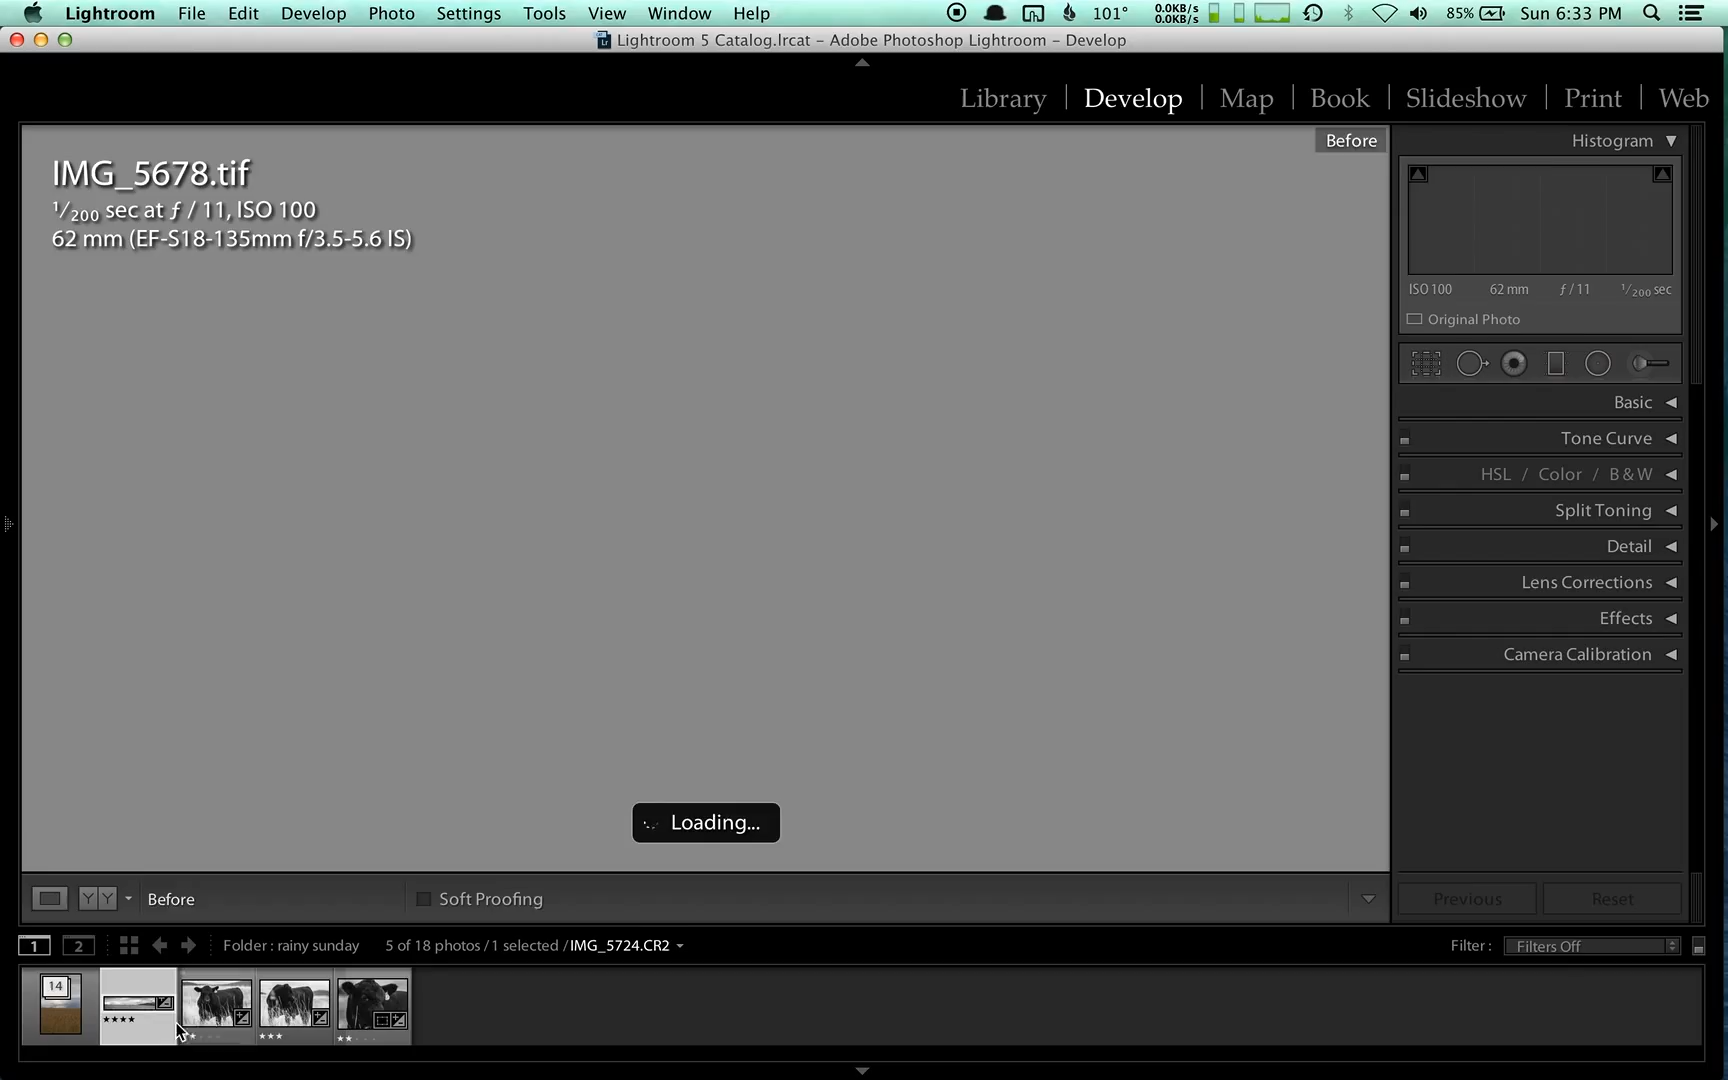 Lightroom File Edit Develop Photo Settings Tools View Window Help 101° 0.0KB/s 0.0KB/s 85% Sun 6:33 PM
Lightroom 5 Catalog.lrcat – Adobe Photoshop Lightroom – Develop
Library | Develop | Map | Book | Slideshow | Print | Web
Before
Histogram
IMG_5678.tif
1/200 sec at ƒ / 11, ISO 100
62 mm (EF-S18-135mm f/3.5-5.6 IS)
ISO 100 62 mm ƒ / 11 1/200 sec
Original Photo
Basic
Tone Curve
HSL / Color / B & W
Split Toning
Detail
Lens Corrections
Effects
Camera Calibration
Loading...
YY Before Soft Proofing
Previous Reset
1 2 Folder : rainy sunday 5 of 18 photos / 1 selected / IMG_5724.CR2 Filter : Filters Off
14